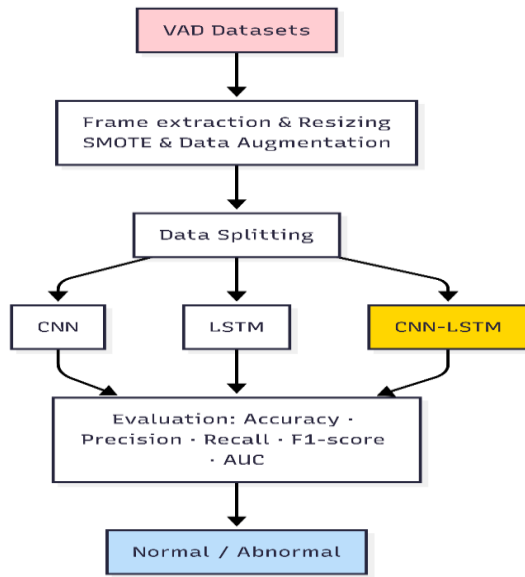 VAD Datasets
Frame extraction & Resizing
SMOTE & Data Augmentation
Data Splitting
CNN
LSTM
CNN-LSTM
Evaluation: Accuracy ·
Precision · Recall · F1-score
· AUC
Normal / Abnormal